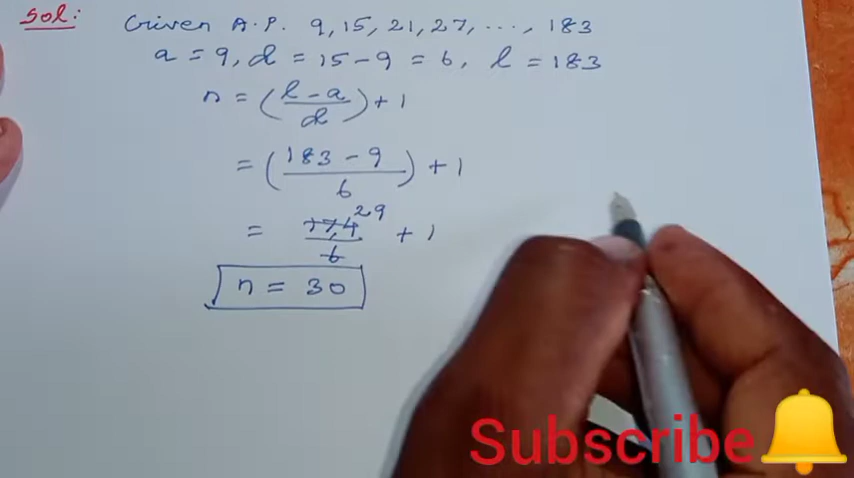 Sol:
Given A.P. 9, 15, 21, 27, ..., 183
a = 9, d = 15 - 9 = 6, l = 183
n = (l - a / d) + 1
= (183 - 9 / 6) + 1
= 174 / 6 29 + 1
n = 30
Subscribe